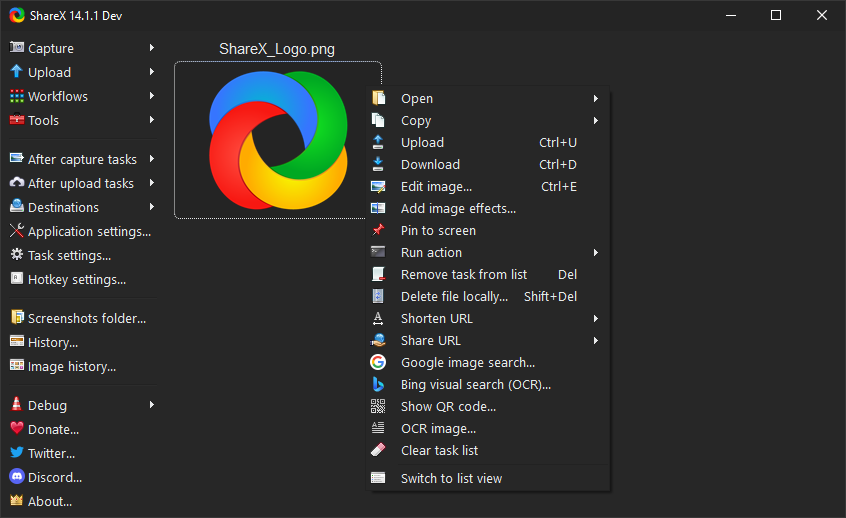 ShareX 14.1.1 Dev
Capture
Upload
Workflows
Tools
After capture tasks
After upload tasks
Destinations
Application settings...
Task settings...
Hotkey settings...
Screenshots folder...
History...
Image history...
Debug
Donate...
Twitter...
Discord...
About...
ShareX_Logo.png
Open
Copy
Upload Ctrl+U
Download Ctrl+D
Edit image... Ctrl+E
Add image effects...
Pin to screen
Run action
Remove task from list Del
Delete file locally... Shift+Del
Shorten URL
Share URL
Google image search...
Bing visual search (OCR)...
Show QR code...
OCR image...
Clear task list
Switch to list view